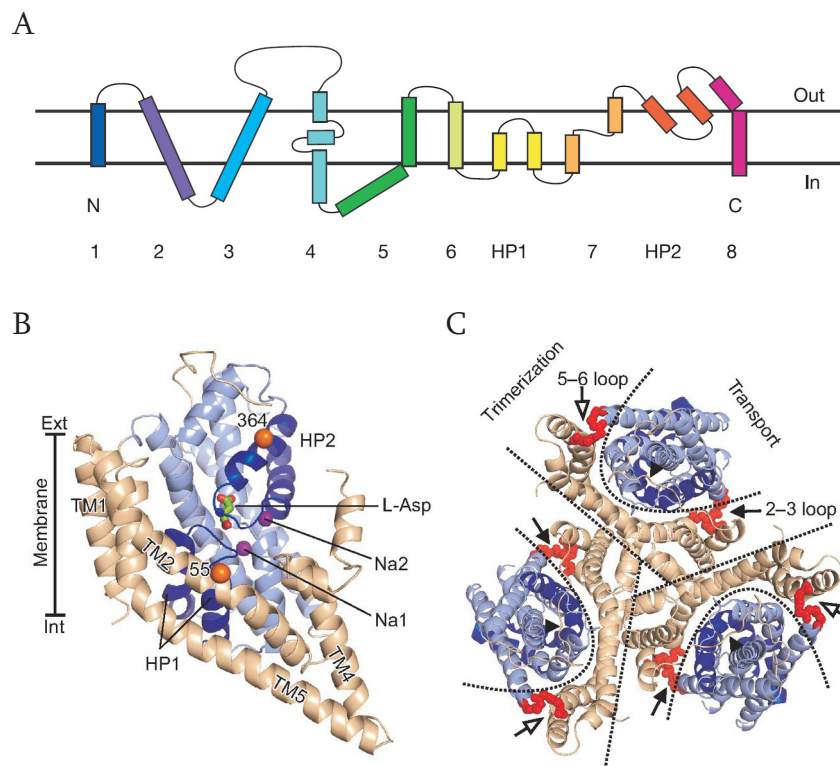 A
Out
In
N
C
1 2 3 4 5 6 HP1 7 HP2 8
B
364
Ext
HP2
Membrane
TM1
L-Asp
TM2
55
Na2
Na1
Int
HP1
TM4
TM5
C
Trimerization
5–6 loop
Transport
2–3 loop